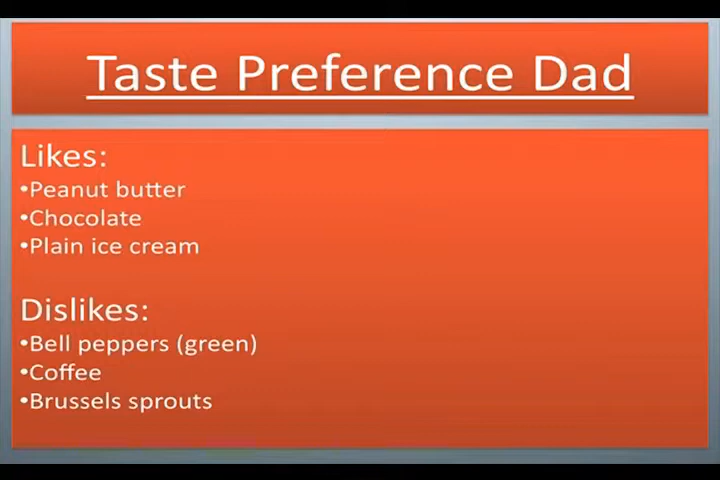 Taste Preference Dad
Likes:
•Peanut butter
•Chocolate
•Plain ice cream
Dislikes:
•Bell peppers (green)
•Coffee
•Brussels sprouts